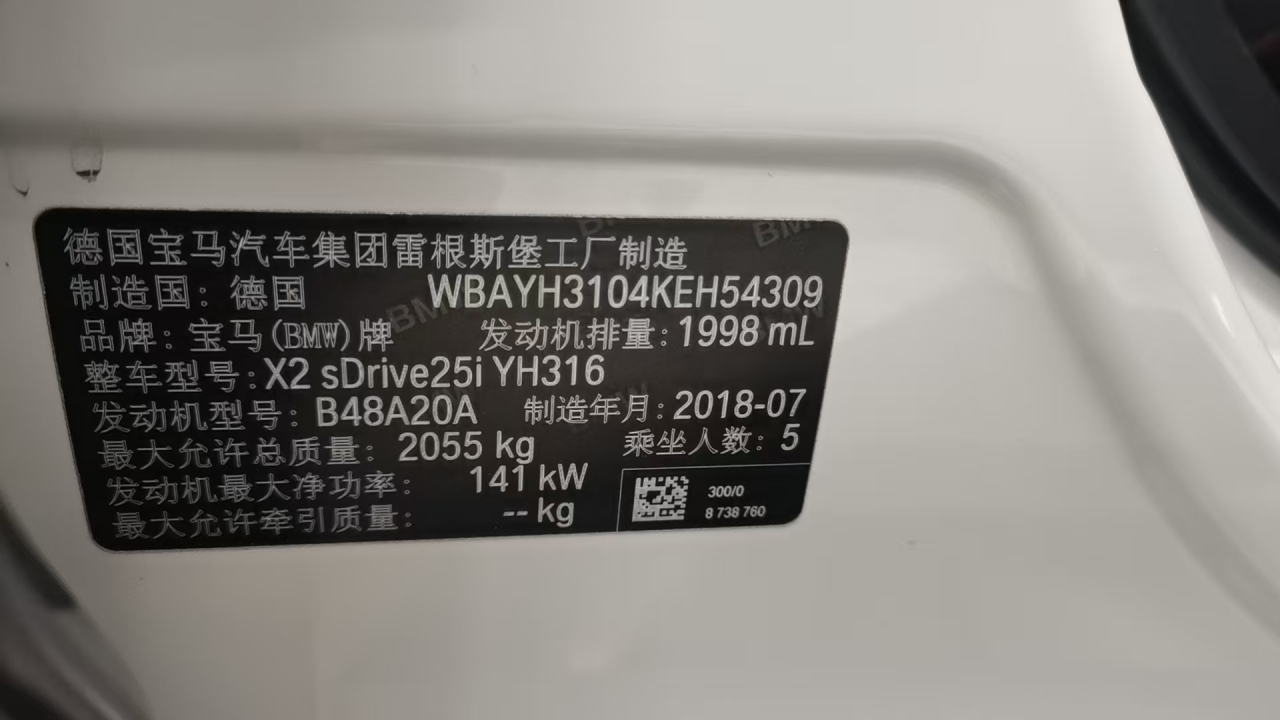 德国宝马汽车集团雷根斯堡工厂制造
制造国：德国 WBAYH3104KEH54309
品牌：宝马(BMW)牌 发动机排量：1998 mL
整车型号：X2 sDrive25i YH316
发动机型号：B48A20A 制造年月：2018-07
最大允许总质量：2055 kg 乘坐人数：5
发动机最大净功率：141 kW
最大允许牵引质量：-- kg
300/0
8 738 760